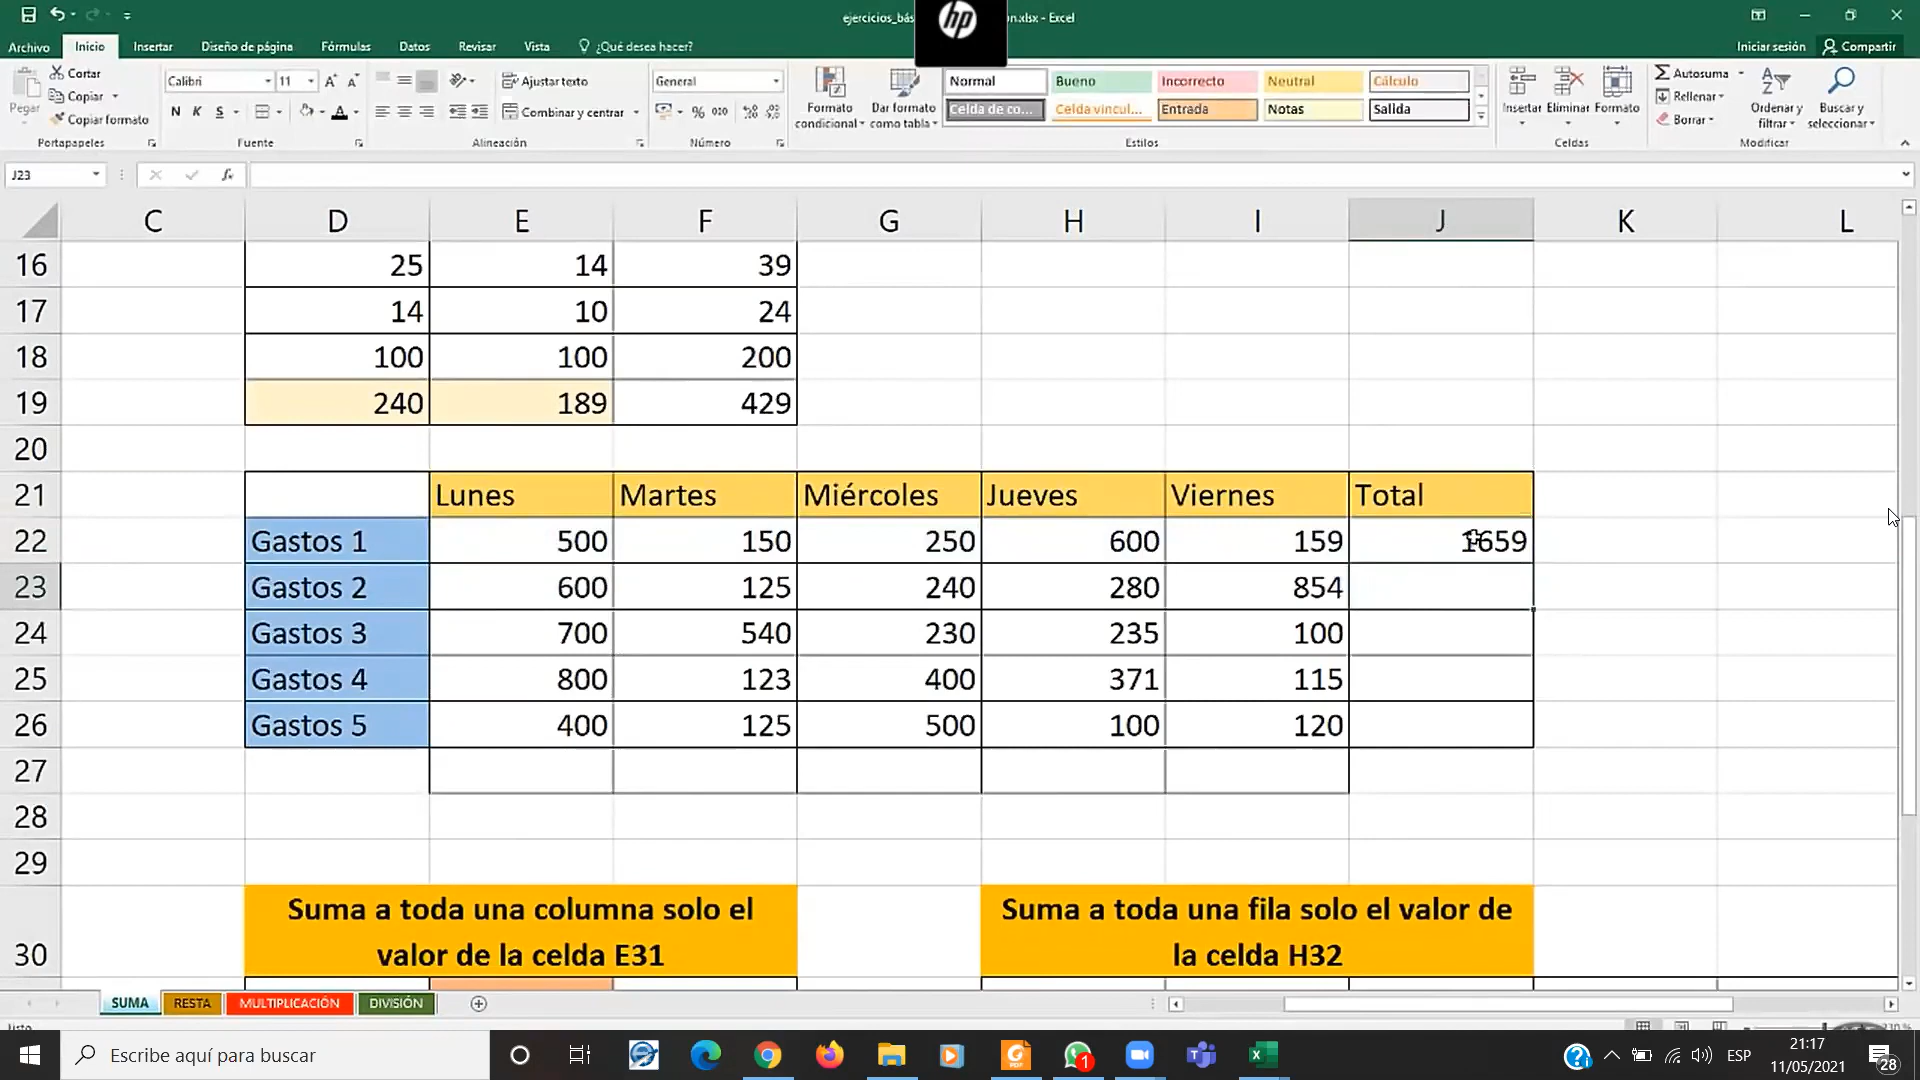 ejercicios_bás
n.xlsx - Excel
hp
Archivo Inicio Insertar Diseño de página Fórmulas Datos Revisar Vista ¿Qué desea hacer? Iniciar sesión Compartir
Pegar
Cortar
Copiar
Copiar formato
Portapapeles
Calibri 11
N K S
Fuente
Ajustar texto
Combinar y centrar
Alineación
General
% 000
Número
Formato condicional
Dar formato como tabla
Normal Bueno Incorrecto Neutral Cálculo
Celda de co... Celda vincul... Entrada Notas Salida
Estilos
Insertar Eliminar Formato
Celdas
Autosuma
Rellenar
Borrar
Ordenar y filtrar
Buscar y seleccionar
Modificar
J23 fx
C D E F G H I J K L
16 25 14 39
17 14 10 24
18 100 100 200
19 240 189 429
20
21 Lunes Martes Miércoles Jueves Viernes Total
22 Gastos 1 500 150 250 600 159 1659
23 Gastos 2 600 125 240 280 854
24 Gastos 3 700 540 230 235 100
25 Gastos 4 800 123 400 371 115
26 Gastos 5 400 125 500 100 120
27
28
29
30
Suma a toda una columna solo el
valor de la celda E31
Suma a toda una fila solo el valor de
la celda H32
SUMA RESTA MULTIPLICACIÓN DIVISIÓN
Escribe aquí para buscar
1
ESP
21:17
11/05/2021
28